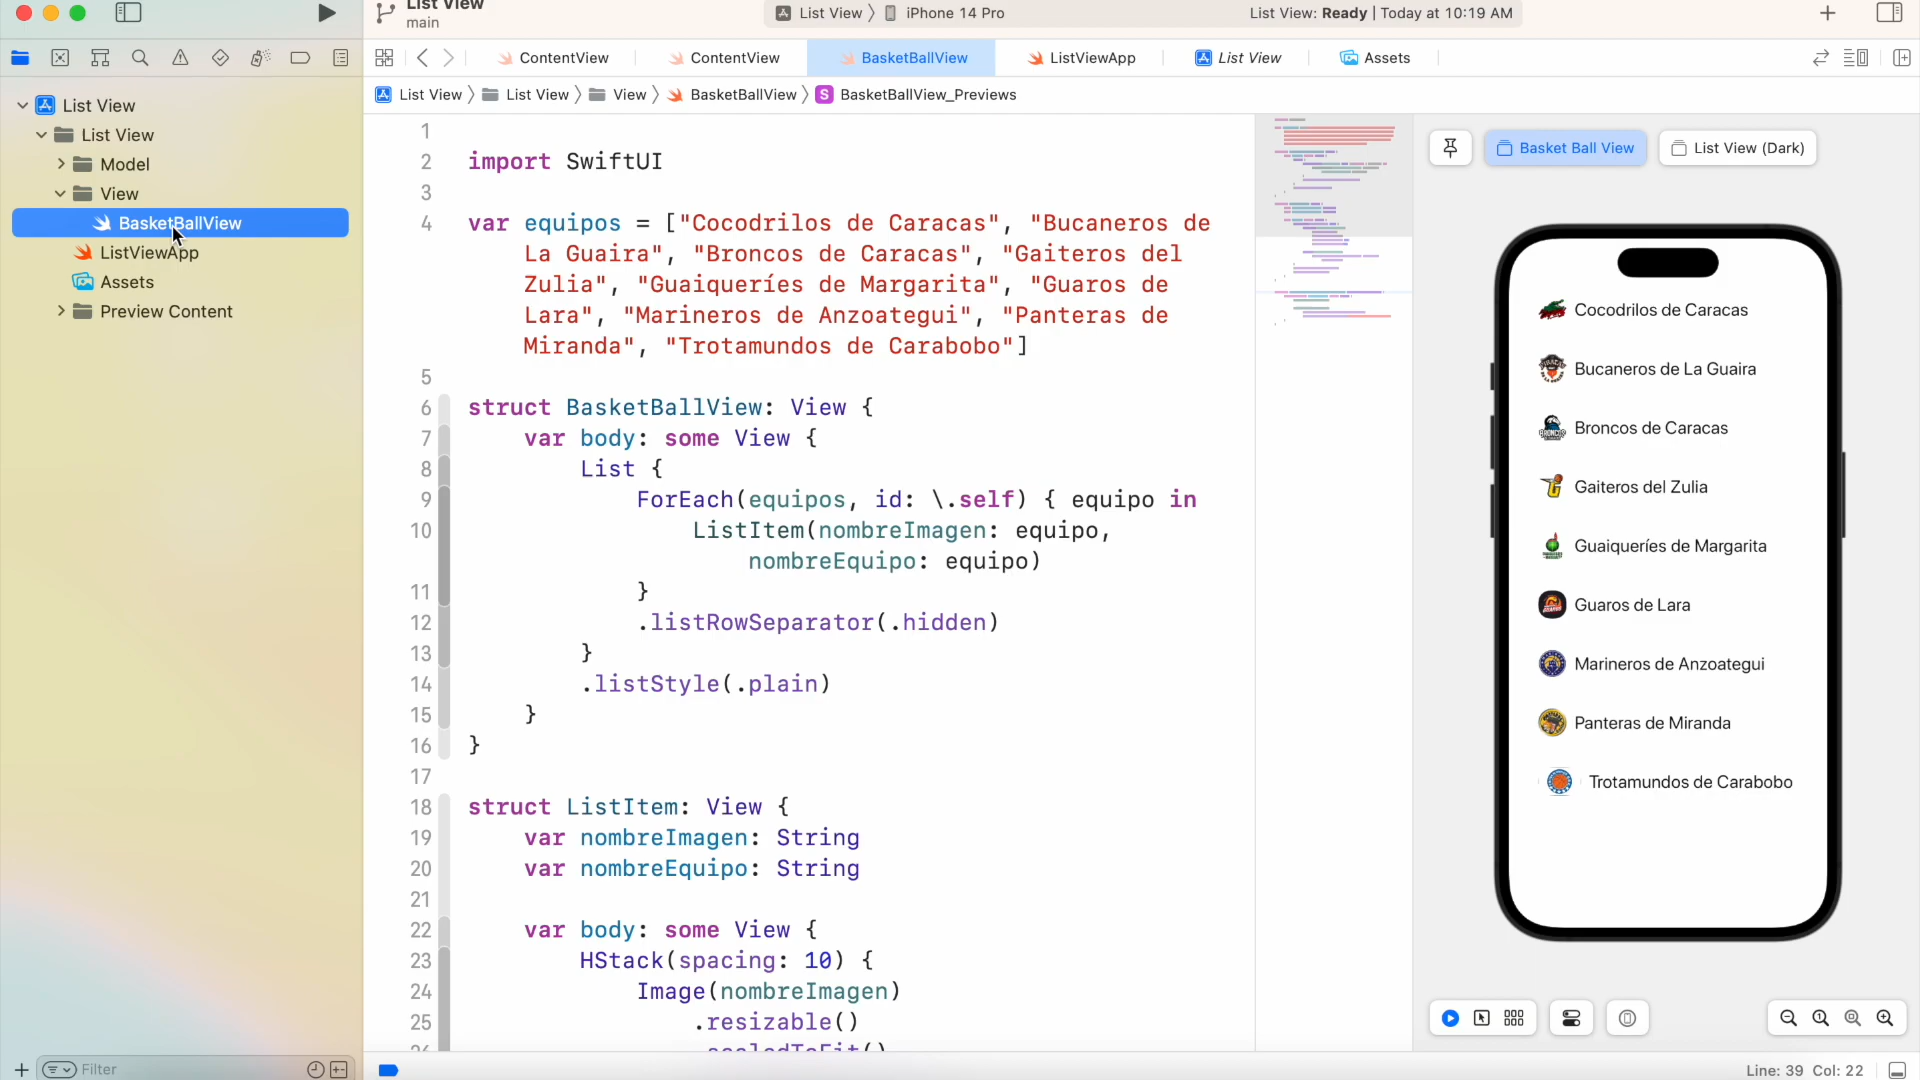 List View
main
List View
iPhone 14 Pro
List View: Ready | Today at 10:19 AM
ContentView
ContentView
BasketBallView
ListViewApp
List View
Assets
List View
List View
View
BasketBallView
S
BasketBallView_Previews
List View
List View
Model
View
BasketBallView
ListViewApp
Assets
Preview Content
Filter
1
2 import SwiftUI
3
4 var equipos = ["Cocodrilos de Caracas", "Bucaneros de
La Guaira", "Broncos de Caracas", "Gaiteros del
Zulia", "Guaiqueríes de Margarita", "Guaros de
Lara", "Marineros de Anzoategui", "Panteras de
Miranda", "Trotamundos de Carabobo"]
5
6 struct BasketBallView: View {
7 var body: some View {
8 List {
9 ForEach(equipos, id: \.self) { equipo in
10 ListItem(nombreImagen: equipo,
nombreEquipo: equipo)
11 }
12 .listRowSeparator(.hidden)
13 }
14 .listStyle(.plain)
15 }
16 }
17
18 struct ListItem: View {
19 var nombreImagen: String
20 var nombreEquipo: String
21
22 var body: some View {
23 HStack(spacing: 10) {
24 Image(nombreImagen)
25 .resizable()
26 .scaledToFit()
Basket Ball View
List View (Dark)
Cocodrilos de Caracas
Bucaneros de La Guaira
Broncos de Caracas
Gaiteros del Zulia
Guaiqueríes de Margarita
Guaros de Lara
Marineros de Anzoategui
Panteras de Miranda
Trotamundos de Carabobo
Line: 39 Col: 22